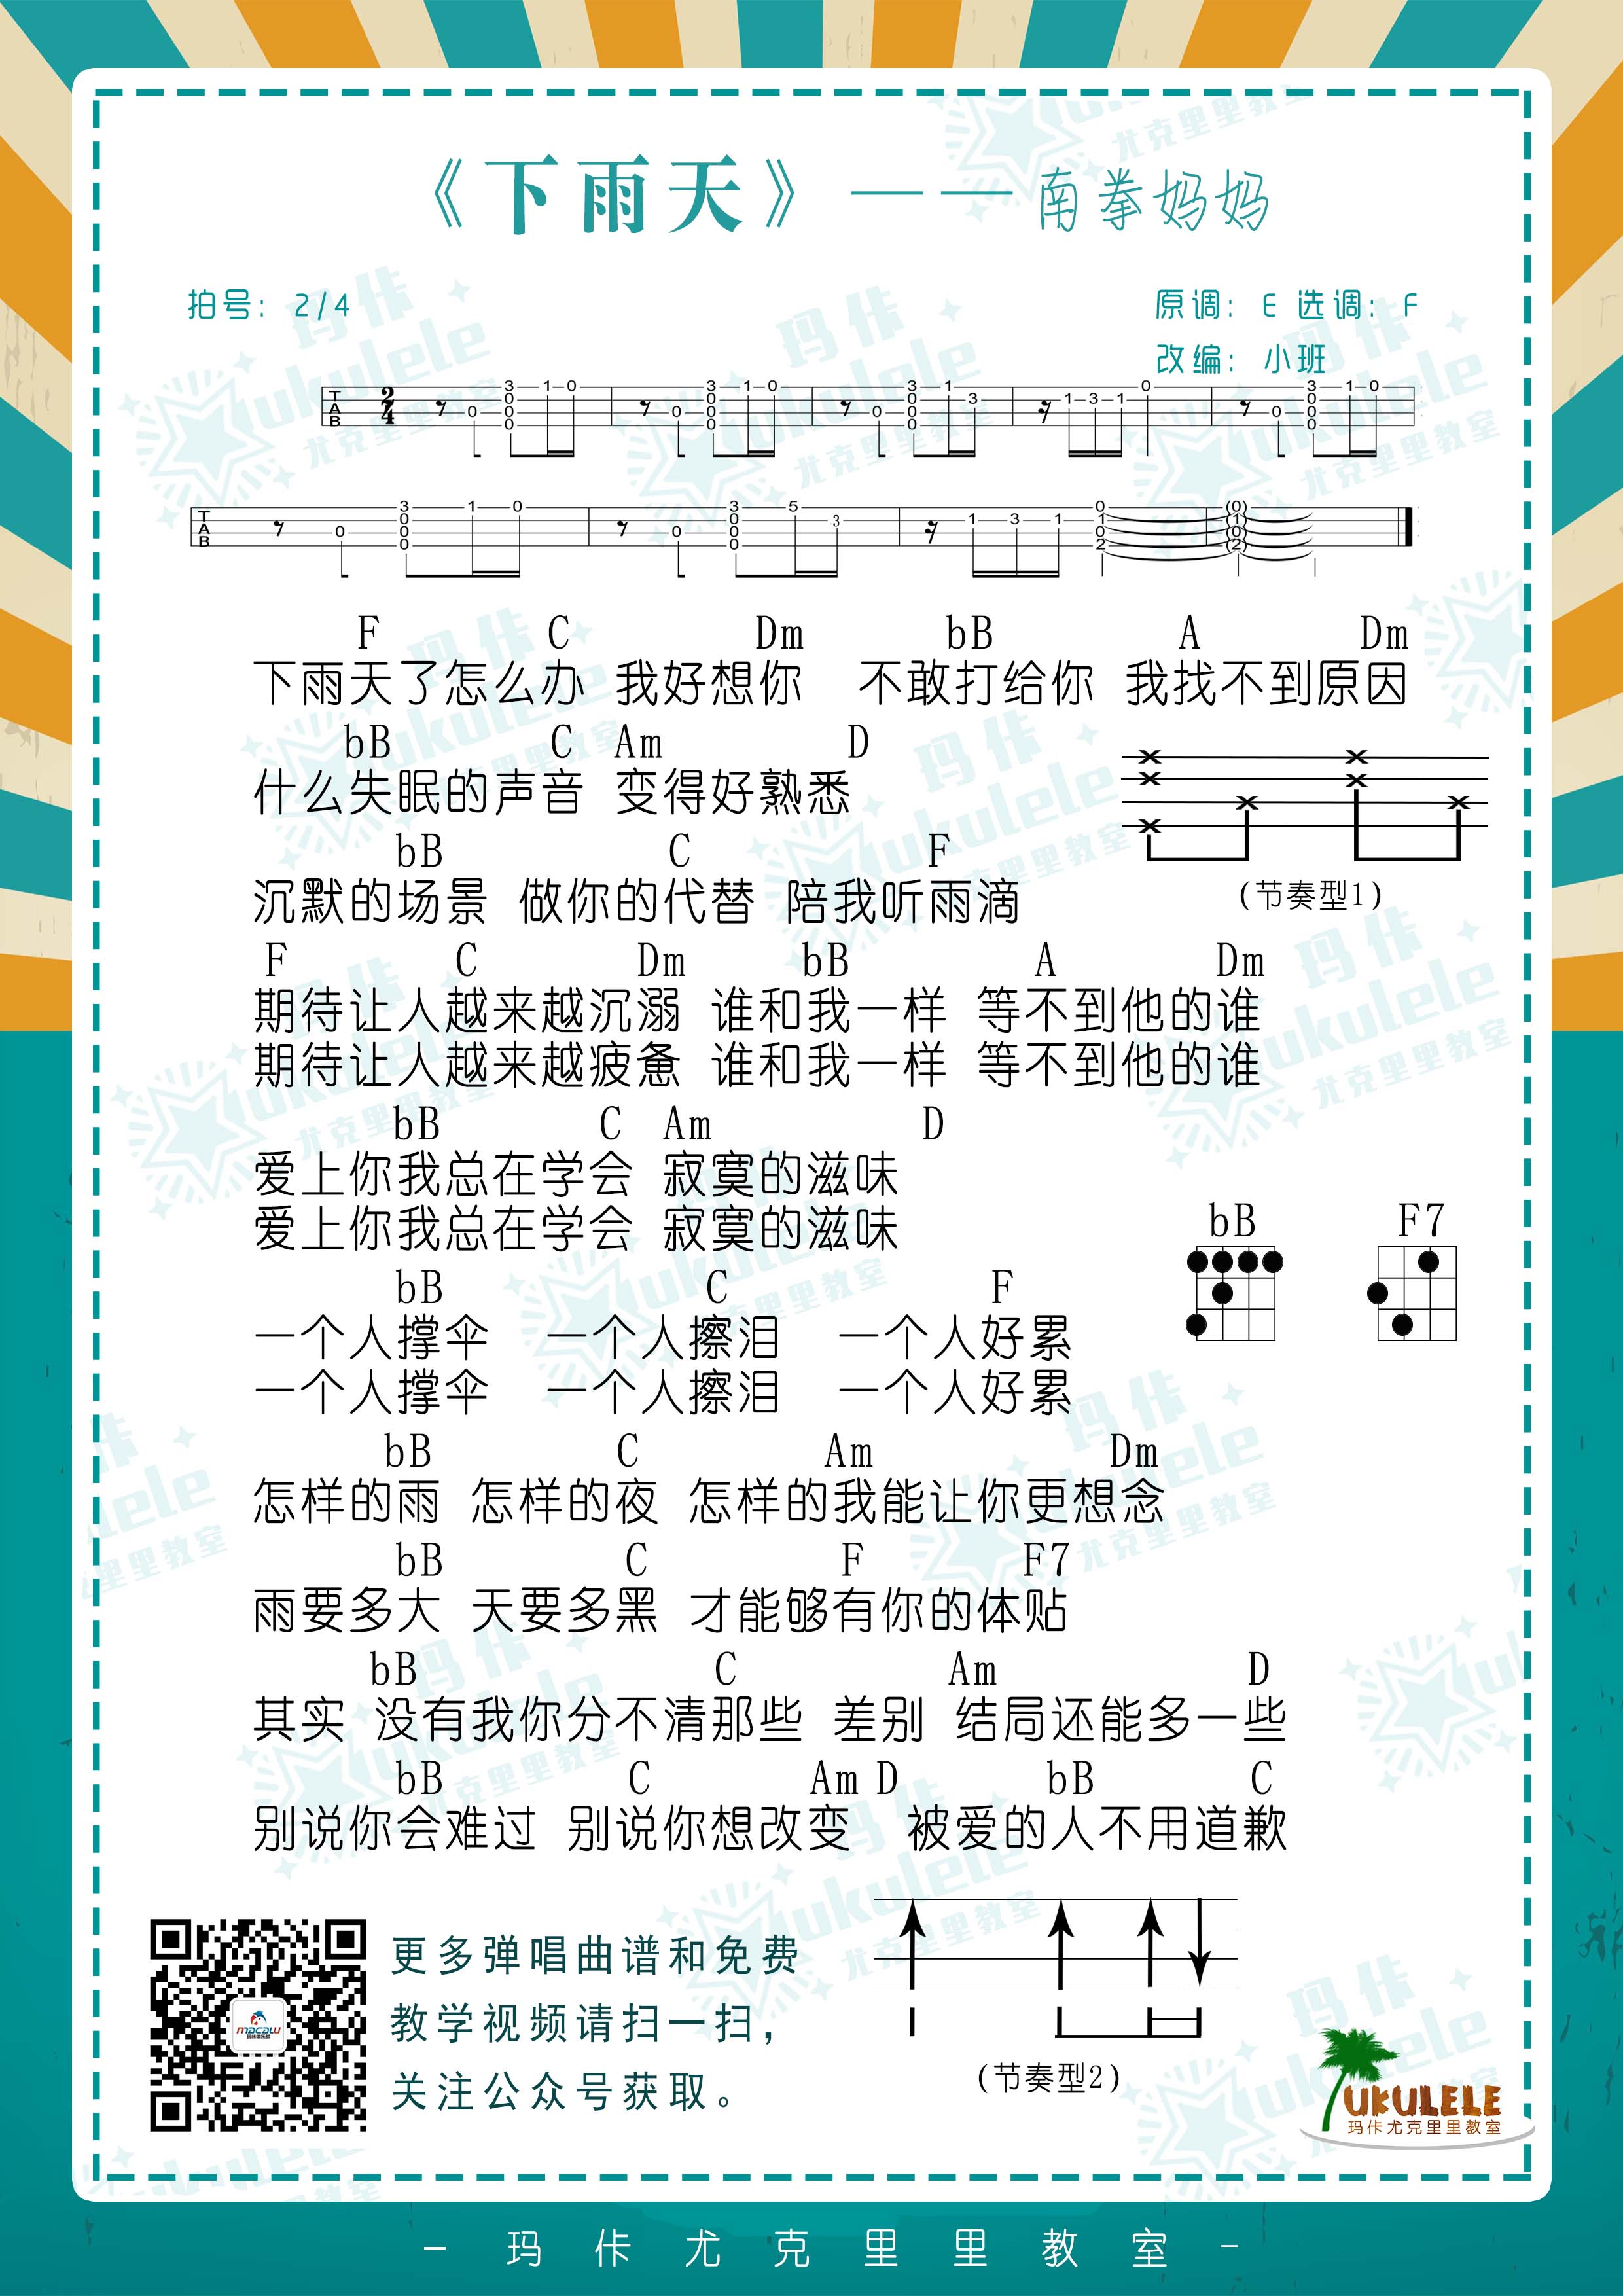 《下雨天》——南拳妈妈
拍号：2/4
原调：E 选调：F
改编：小班
T A B 2 4 0 3 0 0 0 1 0 0 3 0 0 0 1 0 0 3 0 0 0 1 3 1 3 1 0 0 3 0 0 0 1 0
T A B 0 3 0 0 0 1 0 0 3 0 0 0 5 3 1 3 1 0 1 0 2 (0) (1) (0) (2)
F C Dm bB A Dm
下雨天了怎么办 我好想你 不敢打给你 我找不到原因
bB C Am D
什么失眠的声音 变得好熟悉
bB C F
沉默的场景 做你的代替 陪我听雨滴
(节奏型1)
F C Dm bB A Dm
期待让人越来越沉溺 谁和我一样 等不到他的谁
期待让人越来越疲惫 谁和我一样 等不到他的谁
bB C Am D
爱上你我总在学会 寂寞的滋味
爱上你我总在学会 寂寞的滋味
bB F7
bB C F
一个人撑伞 一个人擦泪 一个人好累
一个人撑伞 一个人擦泪 一个人好累
bB C Am Dm
怎样的雨 怎样的夜 怎样的我能让你更想念
bB C F F7
雨要多大 天要多黑 才能够有你的体贴
bB C Am D
其实 没有我你分不清那些 差别 结局还能多一些
bB C Am D bB C
别说你会难过 别说你想改变 被爱的人不用道歉
更多弹唱曲谱和免费
教学视频请扫一扫，
关注公众号获取。
macaw
(节奏型2)
UKULELE
玛佧尤克里里教室
- 玛佧尤克里里教室 -
玛佧
ukulele
尤克里里教室